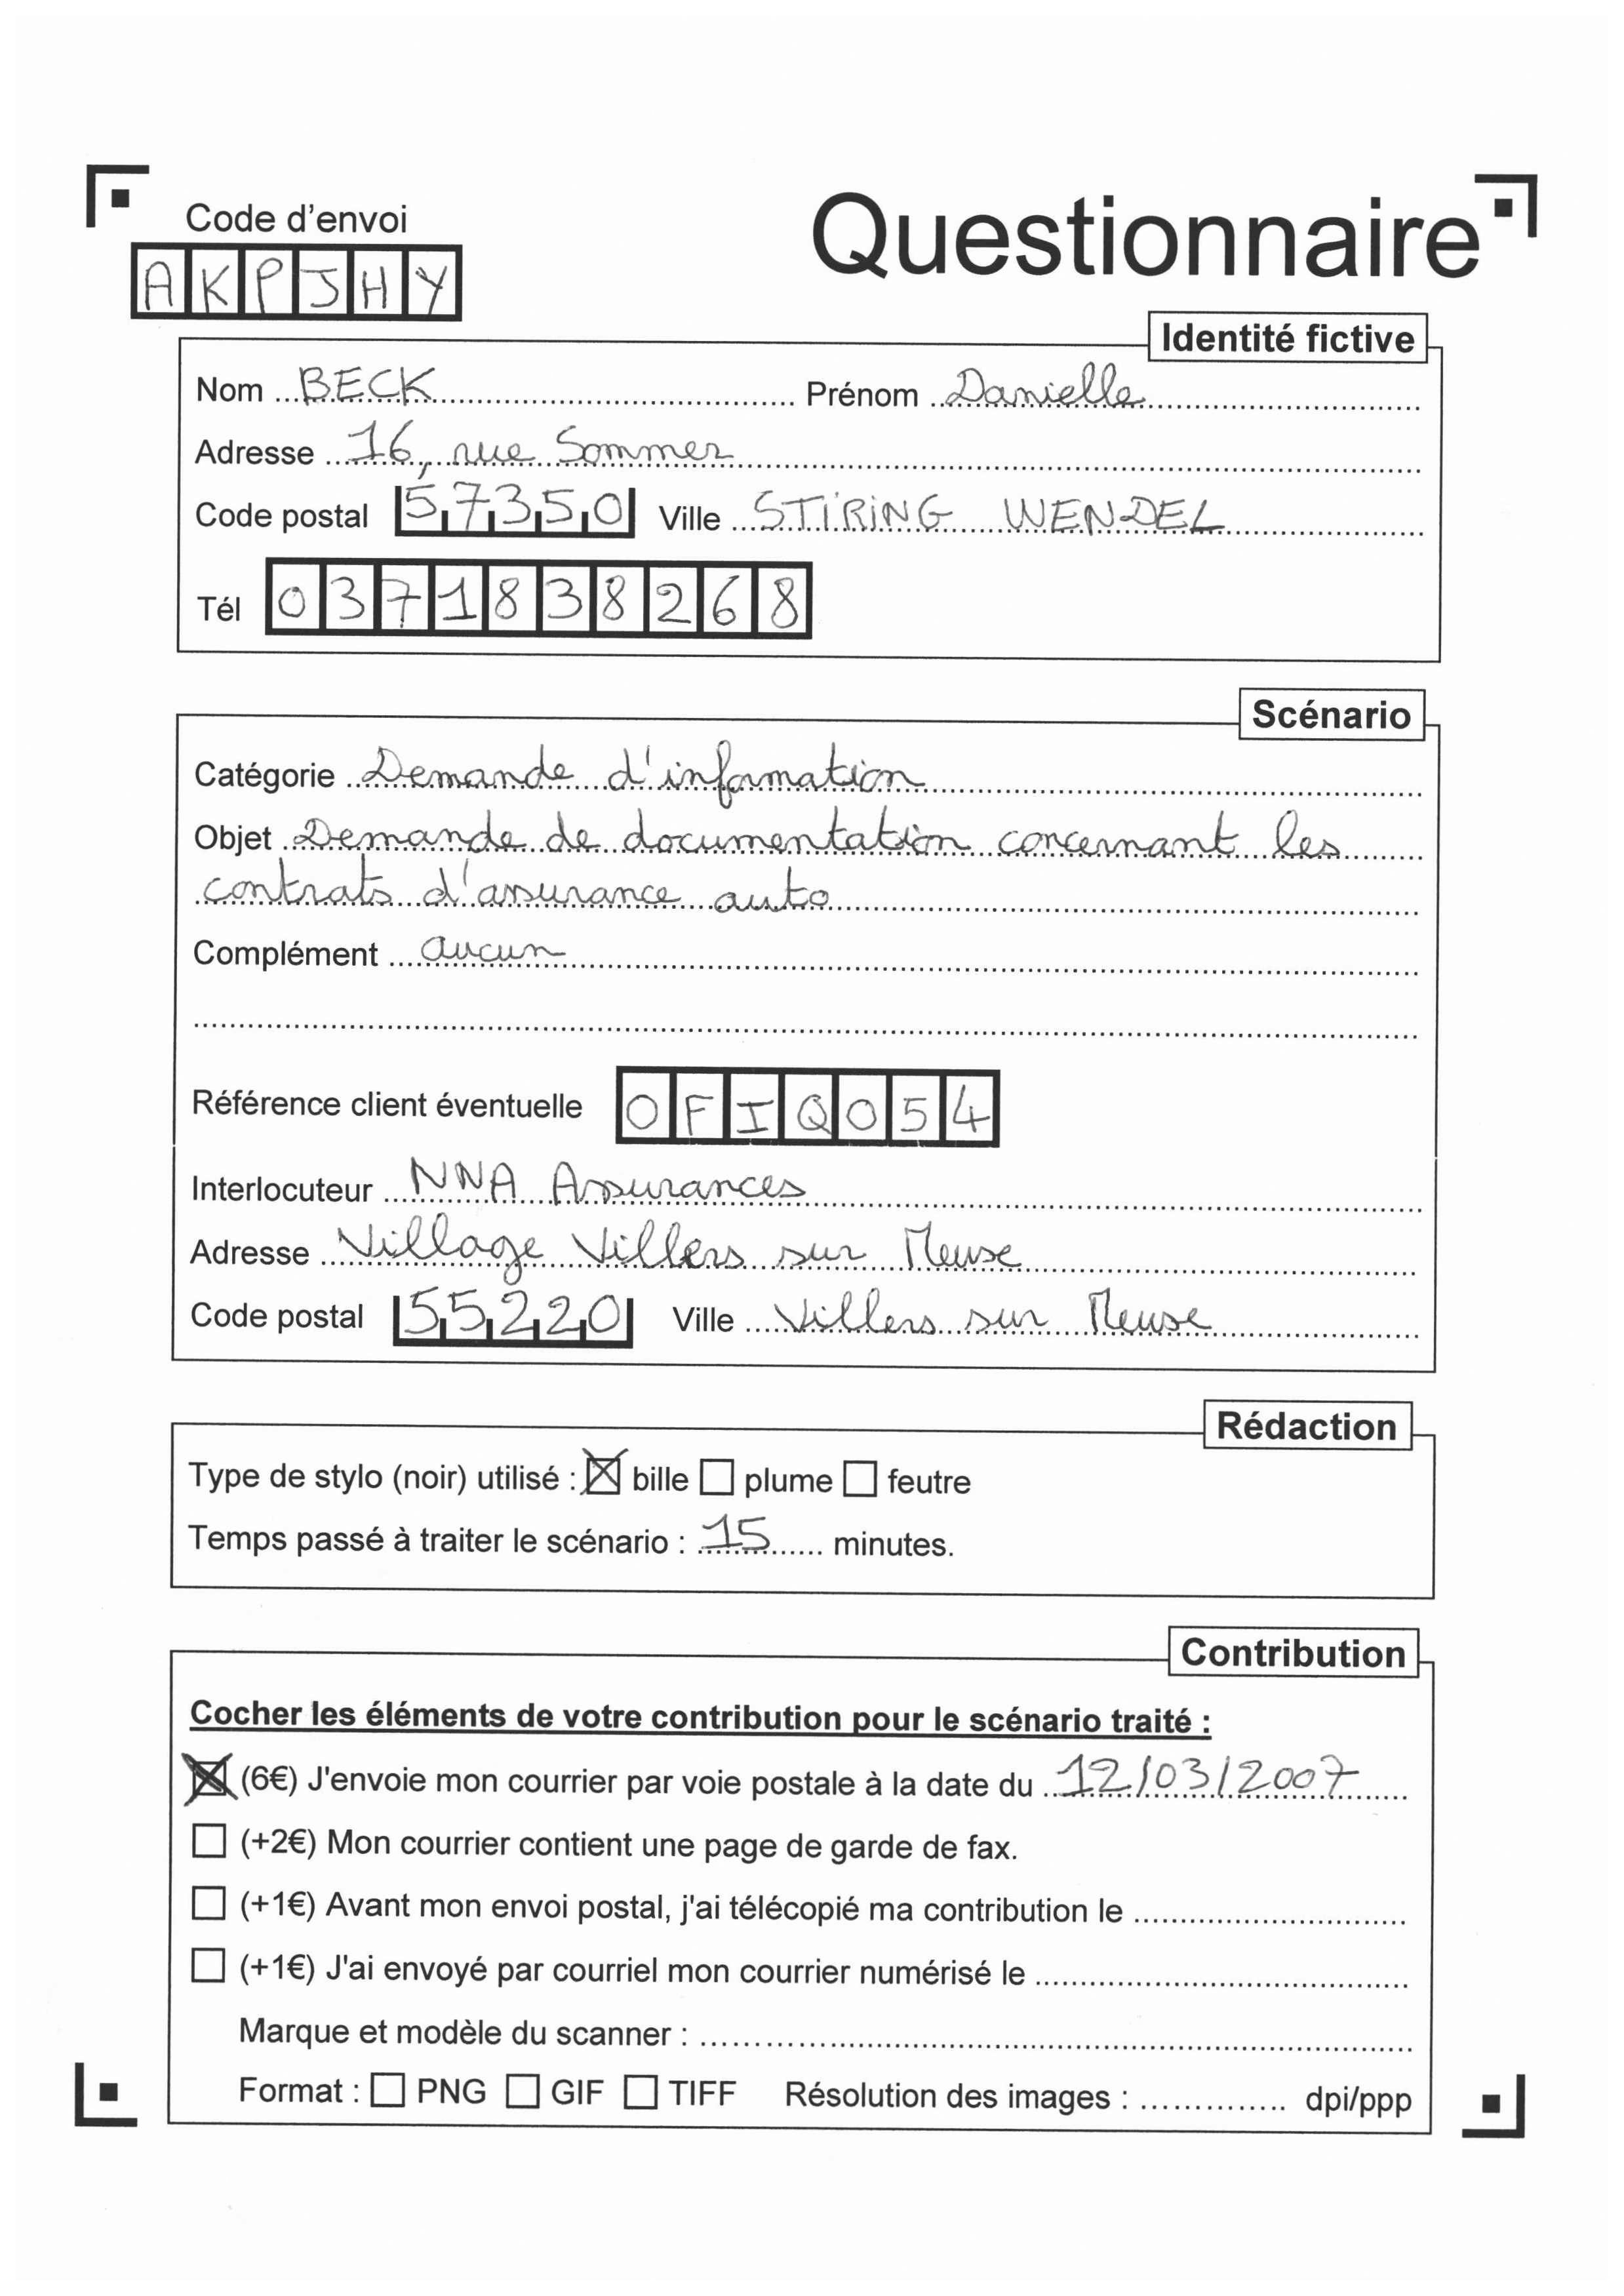 Code d'envoi
Questionnaire
AKPJHY
Identité fictive
Nom BECK Prénom Danielle
Adresse 16, rue Sommer
Code postal 57350 Ville STIRING WENDEL
Tél 0371838268
Scénario
Catégorie Demande d'information
Objet Demande de documentation concernant les
contrats d'assurance auto
Complément aucun
Référence client éventuelle OFIQ054
Interlocuteur NNA Assurances
Adresse Village Villers sur Meuse
Code postal 55220 Ville Villers sur Meuse
Rédaction
Type de stylo (noir) utilisé : ☒ bille ☐ plume ☐ feutre
Temps passé à traiter le scénario : 15 minutes.
Contribution
Cocher les éléments de votre contribution pour le scénario traité :
☒ (6€) J'envoie mon courrier par voie postale à la date du 12/03/2007
☐ (+2€) Mon courrier contient une page de garde de fax.
☐ (+1€) Avant mon envoi postal, j'ai télécopié ma contribution le
☐ (+1€) J'ai envoyé par courriel mon courrier numérisé le
Marque et modèle du scanner :
Format : ☐ PNG ☐ GIF ☐ TIFF Résolution des images : dpi/ppp